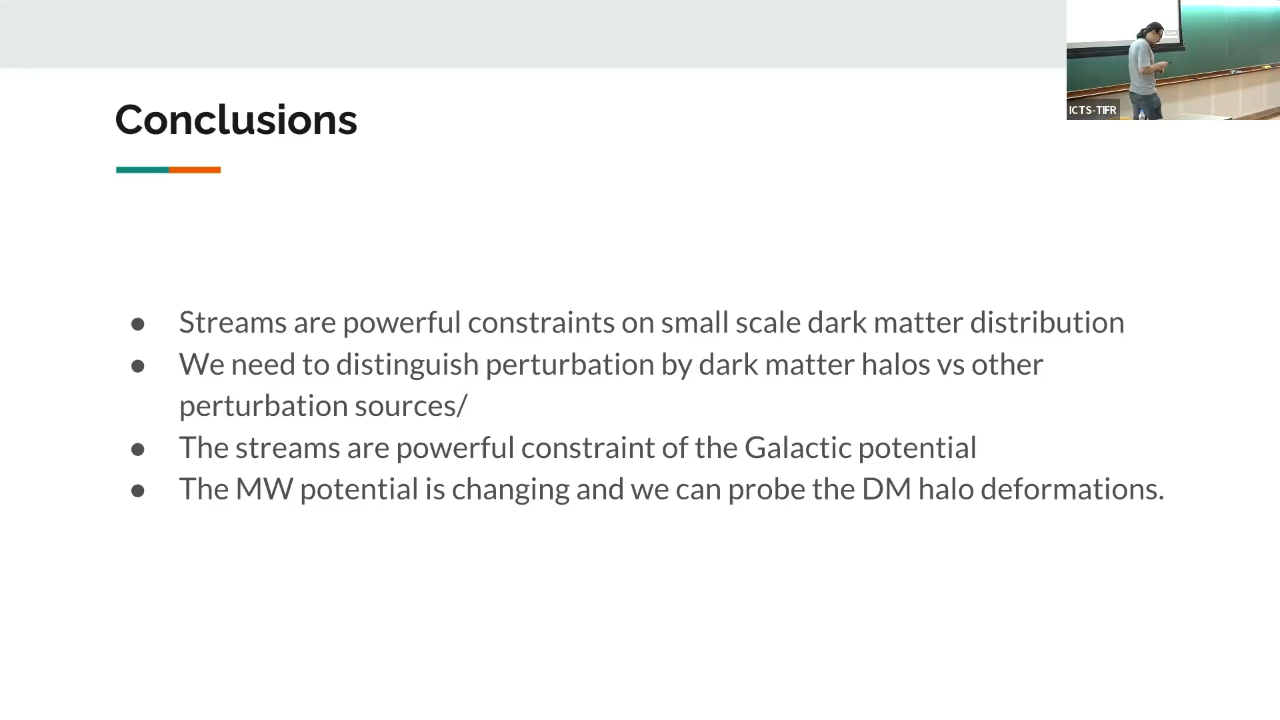 ICTS-TIFR
Conclusions
● Streams are powerful constraints on small scale dark matter distribution
● We need to distinguish perturbation by dark matter halos vs other
perturbation sources/
● The streams are powerful constraint of the Galactic potential
● The MW potential is changing and we can probe the DM halo deformations.